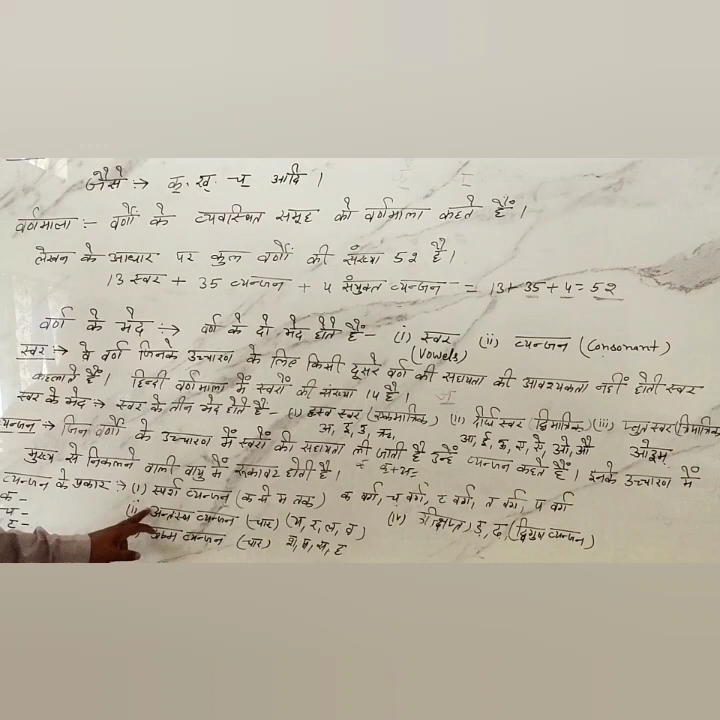 जैसे :→ क्, ख्, च् आदि ।
वर्णमाला :- वर्णों के व्यवस्थित समूह को वर्णमाला कहते हैं ।
लेखन के आधार पर कुल वर्णों की संख्या 52 है ।
13 स्वर + 35 व्यन्जन + 4 संयुक्त व्यन्जन = 13 + 35 + 4 = 52
वर्ण के भेद :→ वर्ण के दो भेद होते हैं- (i) स्वर (Vowels) (ii) व्यन्जन (Consonant)
स्वर :→ वे वर्ण जिनके उच्चारण के लिए किसी दूसरे वर्ण की सहायता की आवश्यकता नहीं होती स्वर
कहलाते हैं । हिन्दी वर्णमाला में स्वरों की संख्या
स्वर के भेद :→ स्वर के तीन भेद होते हैं- (i) ह्रस्व स्वर (एकमात्रिक) (ii) दीर्घ स्वर (द्विमात्रिक) (iii) प्लुत स्वर (त्रिमात्रिक
अ, इ, उ, ऋ, आ, ई, ऊ, ए, ऐ, ओ, औ ओइम्
व्यन्जन :→ जिन वर्णों के उच्चारण में स्वरों की सहायता ली जाती है उन्हें व्यन्जन कहते हैं । इनके उच्चारण में
मुख से निकलने वाली वायु में रूकावट होती है ।
व्यन्जन के प्रकार :→ (i) स्पर्श व्यन्जन (क से म तक) क वर्ग, च वर्ग, ट वर्ग, त वर्ग, प वर्ग
क-
च-
ट-
(ii) अन्तस्थ व्यन्जन (चार) (य, र, ल, व) (iv) ड़, ढ़, (द्विगुण व्यन्जन)
ऊष्म व्यन्जन (चार) श, ष, स, ह